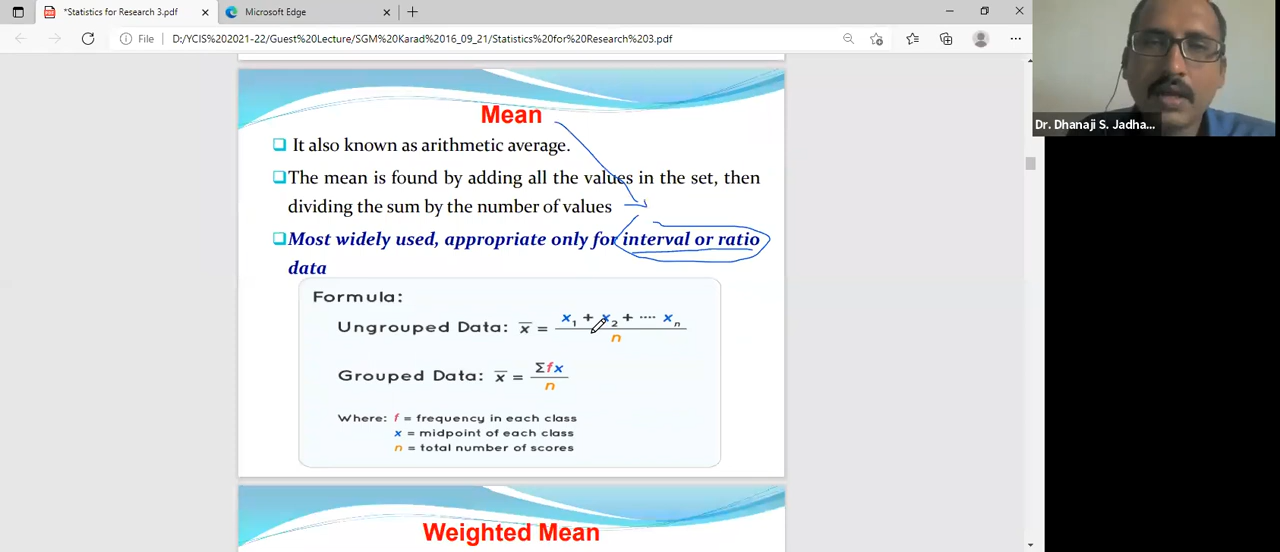 *Statistics for Research 3.pdf
Microsoft Edge
File
D:/YCIS%202021-22/Guest%20Lecture/SGM%20Karad%2016_09_21/Statistics%20for%20Research%203.pdf
Dr. Dhanaji S. Jadha...
Mean
It also known as arithmetic average.
The mean is found by adding all the values in the set, then
dividing the sum by the number of values
Most widely used, appropriate only for interval or ratio
data
Formula:
Ungrouped Data: x̅ = (x₁ + x₂ + ···· xₙ) / n
Grouped Data: x̅ = Σfx / n
Where: f = frequency in each class
x = midpoint of each class
n = total number of scores
Weighted Mean